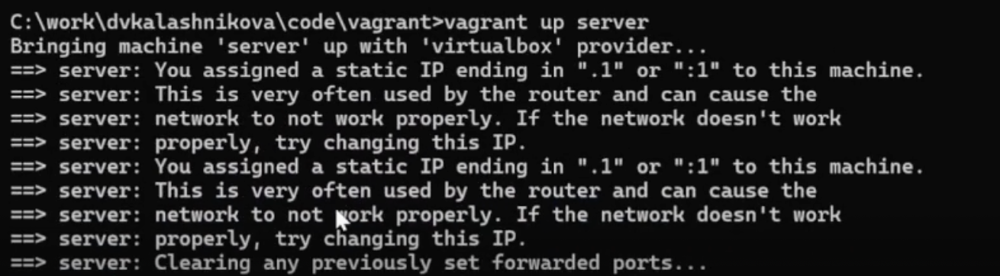 C:\work\dvkalashnikova\code\vagrant>vagrant up server
Bringing machine 'server' up with 'virtualbox' provider...
==> server: You assigned a static IP ending in ".1" or ":1" to this machine.
==> server: This is very often used by the router and can cause the
==> server: network to not work properly. If the network doesn't work
==> server: properly, try changing this IP.
==> server: You assigned a static IP ending in ".1" or ":1" to this machine.
==> server: This is very often used by the router and can cause the
==> server: network to not work properly. If the network doesn't work
==> server: properly, try changing this IP.
==> server: Clearing any previously set forwarded ports...